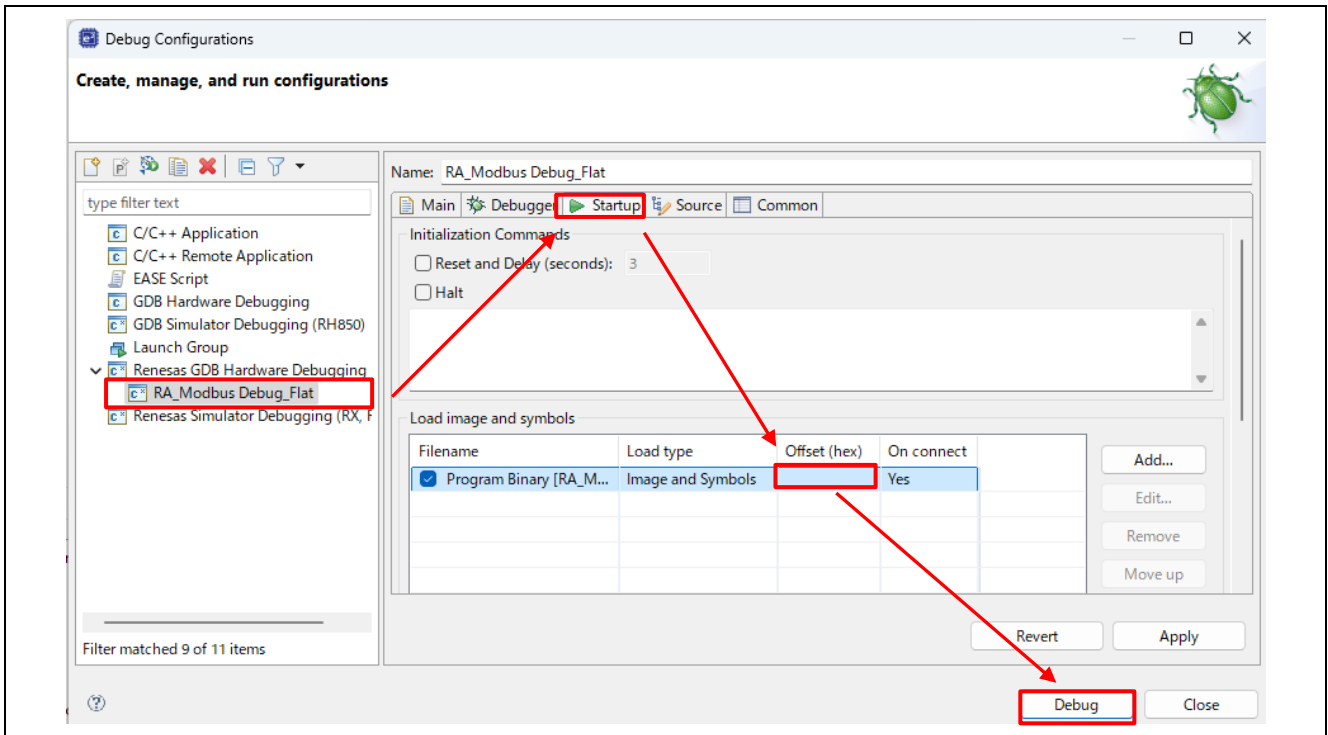 Debug Configurations
Create, manage, and run configurations
type filter text
C/C++ Application
C/C++ Remote Application
EASE Script
GDB Hardware Debugging
GDB Simulator Debugging (RH850)
Launch Group
Renesas GDB Hardware Debugging
RA_Modbus Debug_Flat
Renesas Simulator Debugging (RX, R
Filter matched 9 of 11 items
Name: RA_Modbus Debug_Flat
Main Debugger Startup Source Common
Initialization Commands
Reset and Delay (seconds): 3
Halt
Load image and symbols
Filename Load type Offset (hex) On connect
Program Binary [RA_M... Image and Symbols Yes
Add...
Edit...
Remove
Move up
Revert Apply
Debug Close